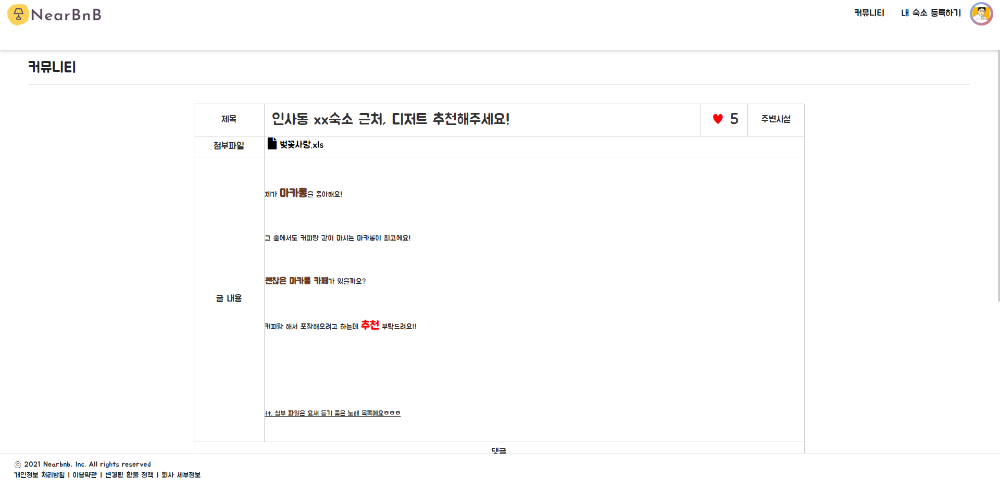 NearBnB
커뮤니티
내 숙소 등록하기
커뮤니티
제목
인사동 xx숙소 근처, 디저트 추천해주세요!
5
주변시설
첨부파일
벚꽃사랑.xls
글 내용
제가 마카롱을 좋아해요!
그 중에서도 커피랑 같이 마시는 마카롱이 최고에요!
괜찮은 마카롱 카페가 있을까요?
커피랑 해서 포장해오려고 하는데 추천 부탁드려요!!
ft. 첨부 파일은 요새 듣기 좋은 노래 목록에요ㅎㅎㅎ
댓글
© 2021 Nearbnb, Inc. All rights reserved
개인정보 처리방침 | 이용약관 | 변경된 환불 정책 | 회사 세부정보